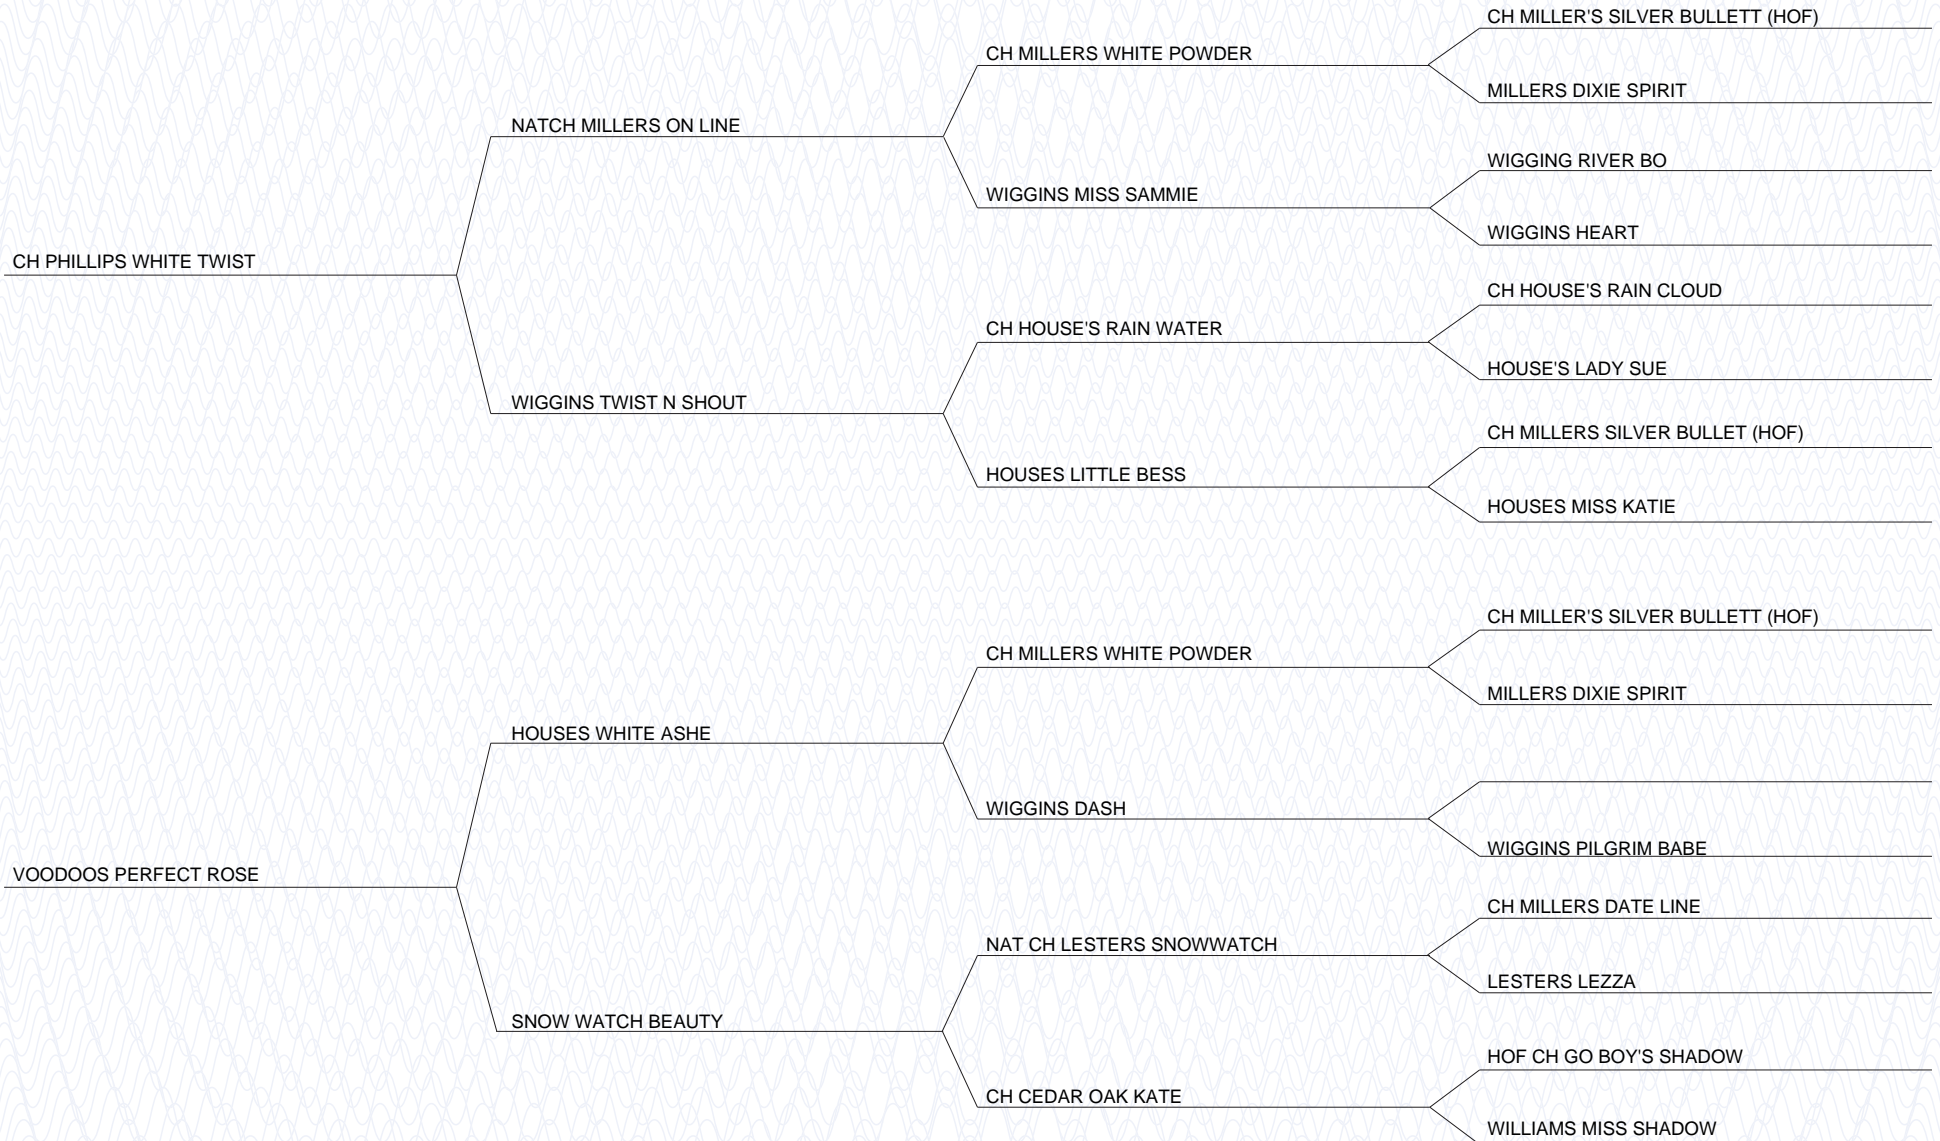 CH MILLER'S SILVER BULLETT (HOF)
CH MILLERS WHITE POWDER
MILLERS DIXIE SPIRIT
NATCH MILLERS ON LINE
WIGGING RIVER BO
WIGGINS MISS SAMMIE
WIGGINS HEART
CH PHILLIPS WHITE TWIST
CH HOUSE'S RAIN CLOUD
CH HOUSE'S RAIN WATER
HOUSE'S LADY SUE
WIGGINS TWIST N SHOUT
CH MILLERS SILVER BULLET (HOF)
HOUSES LITTLE BESS
HOUSES MISS KATIE
CH MILLER'S SILVER BULLETT (HOF)
CH MILLERS WHITE POWDER
MILLERS DIXIE SPIRIT
HOUSES WHITE ASHE
WIGGINS DASH
WIGGINS PILGRIM BABE
VOODOOS PERFECT ROSE
CH MILLERS DATE LINE
NAT CH LESTERS SNOWWATCH
LESTERS LEZZA
SNOW WATCH BEAUTY
HOF CH GO BOY'S SHADOW
CH CEDAR OAK KATE
WILLIAMS MISS SHADOW